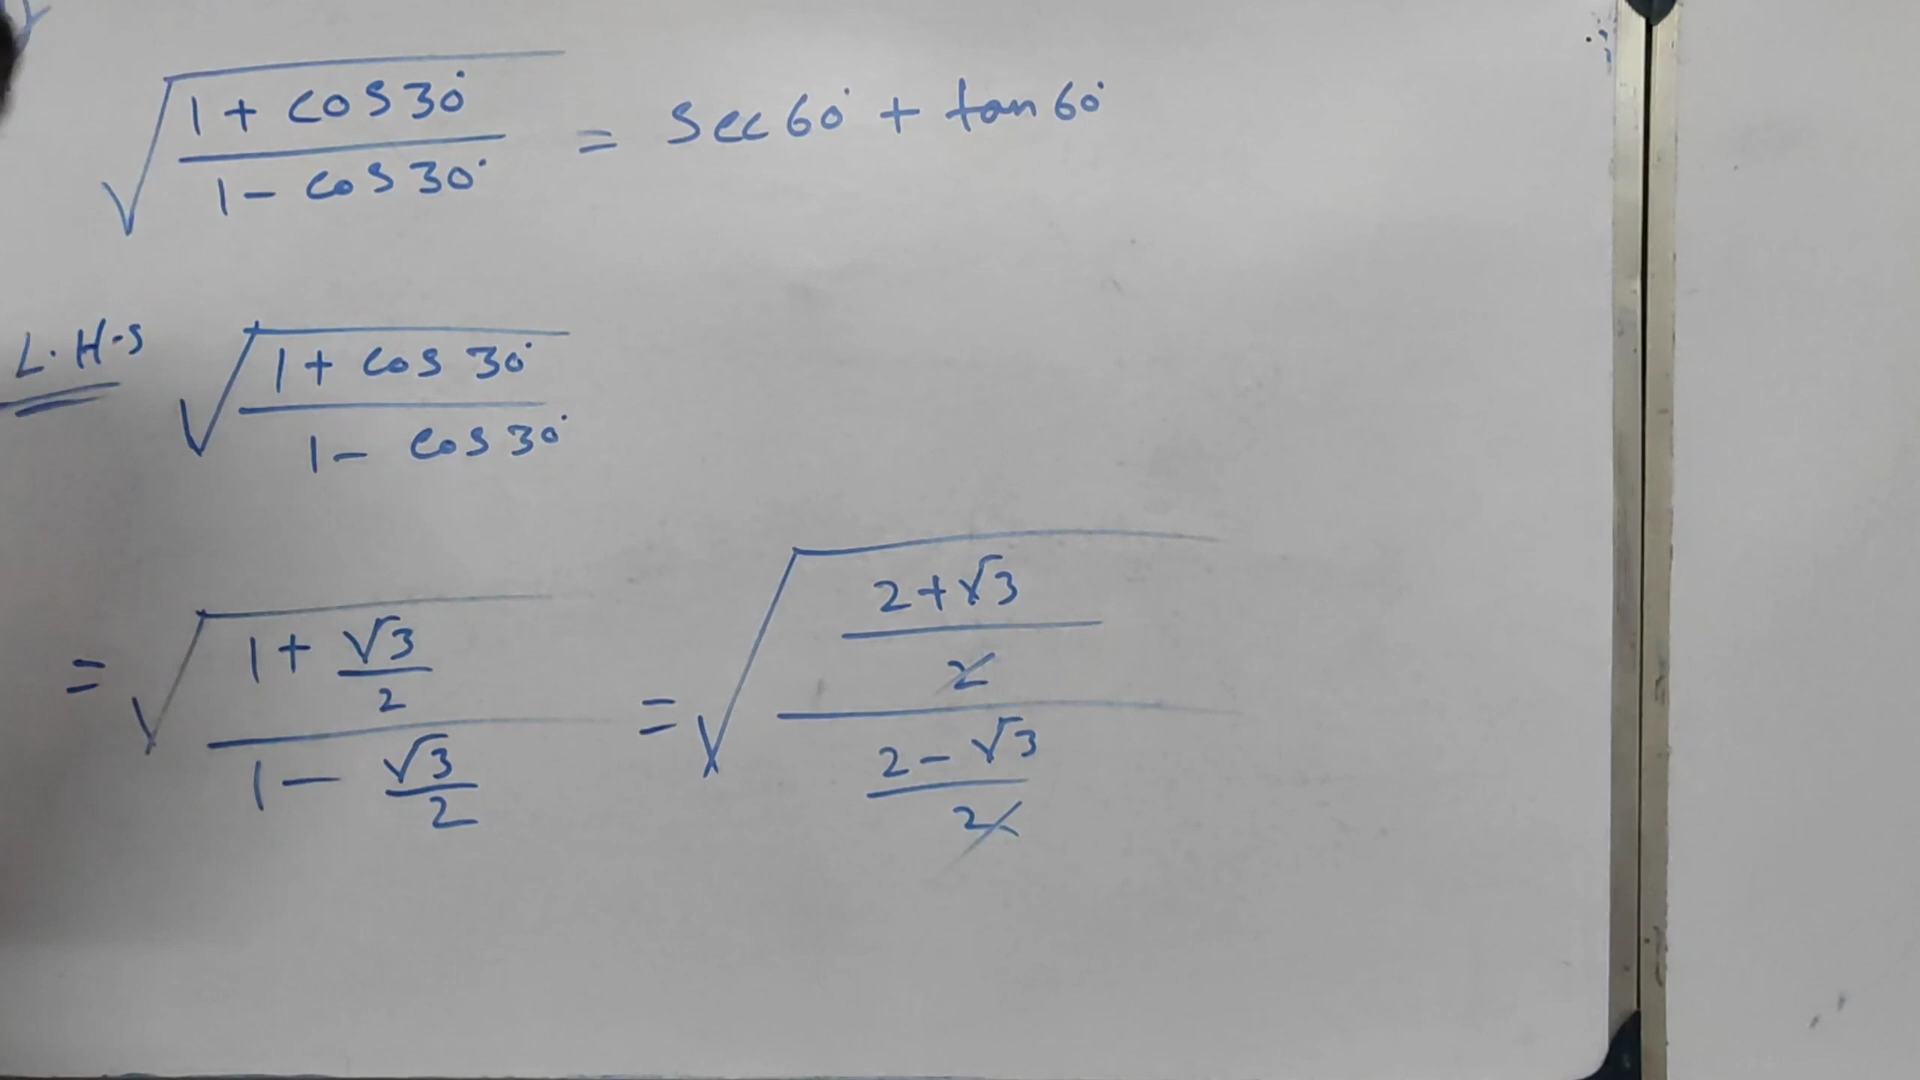 √((1 + cos 30°)/(1 - cos 30°)) = sec 60° + tan 60°
L.H.S √((1 + cos 30°)/(1 - cos 30°))
= √((1 + √3/2)/(1 - √3/2)) = √(((2+√3)/2)/((2-√3)/2))